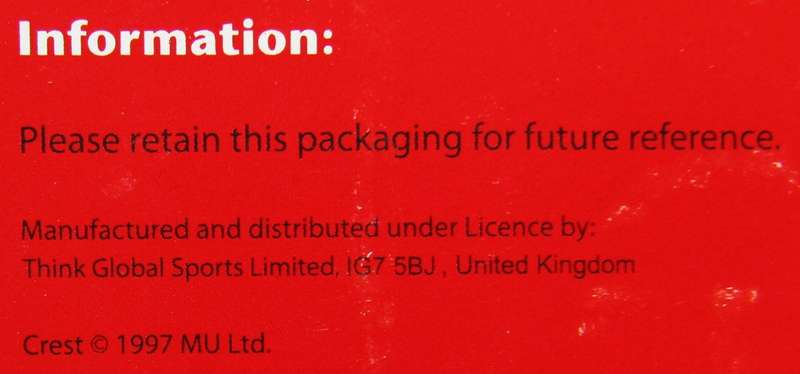 Information:
Please retain this packaging for future reference.
Manufactured and distributed under Licence by:
Think Global Sports Limited, IG7 5BJ , United Kingdom
Crest © 1997 MU Ltd.